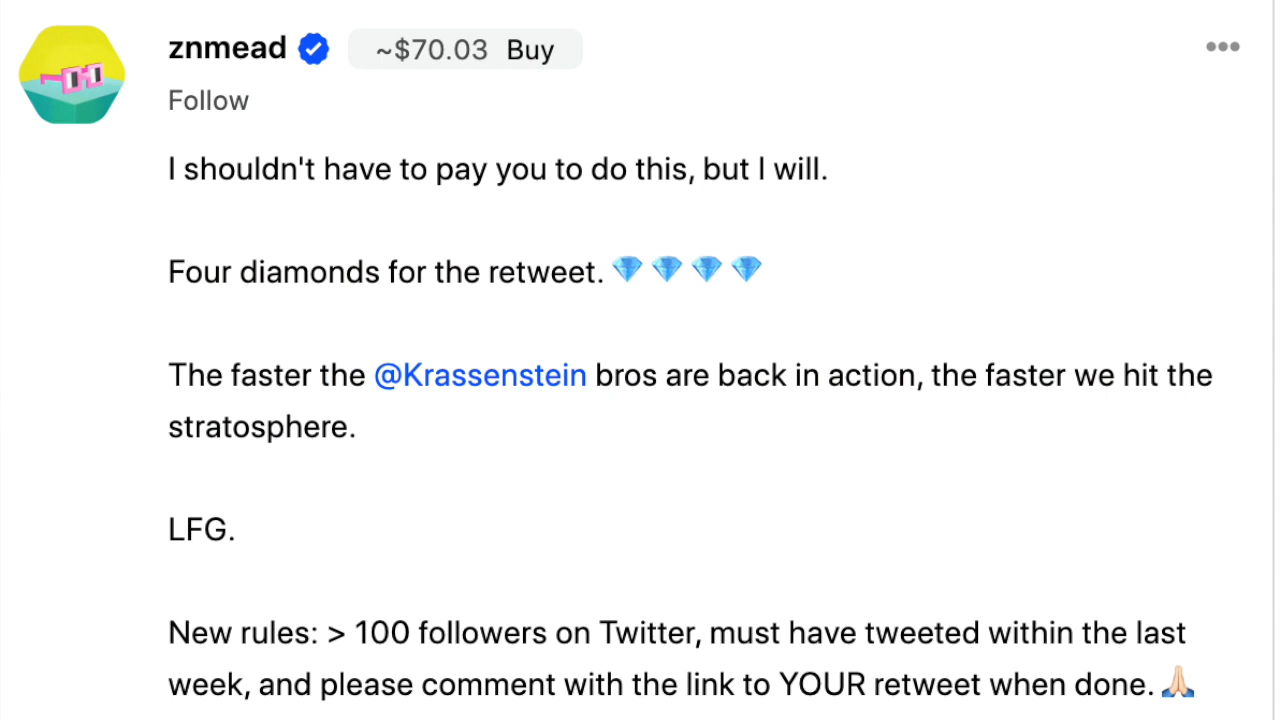 znmead ~$70.03 Buy
Follow
I shouldn't have to pay you to do this, but I will.
Four diamonds for the retweet. 💎 💎 💎 💎
The faster the @Krassenstein bros are back in action, the faster we hit the
stratosphere.
LFG.
New rules: > 100 followers on Twitter, must have tweeted within the last
week, and please comment with the link to YOUR retweet when done. 🙏🏻